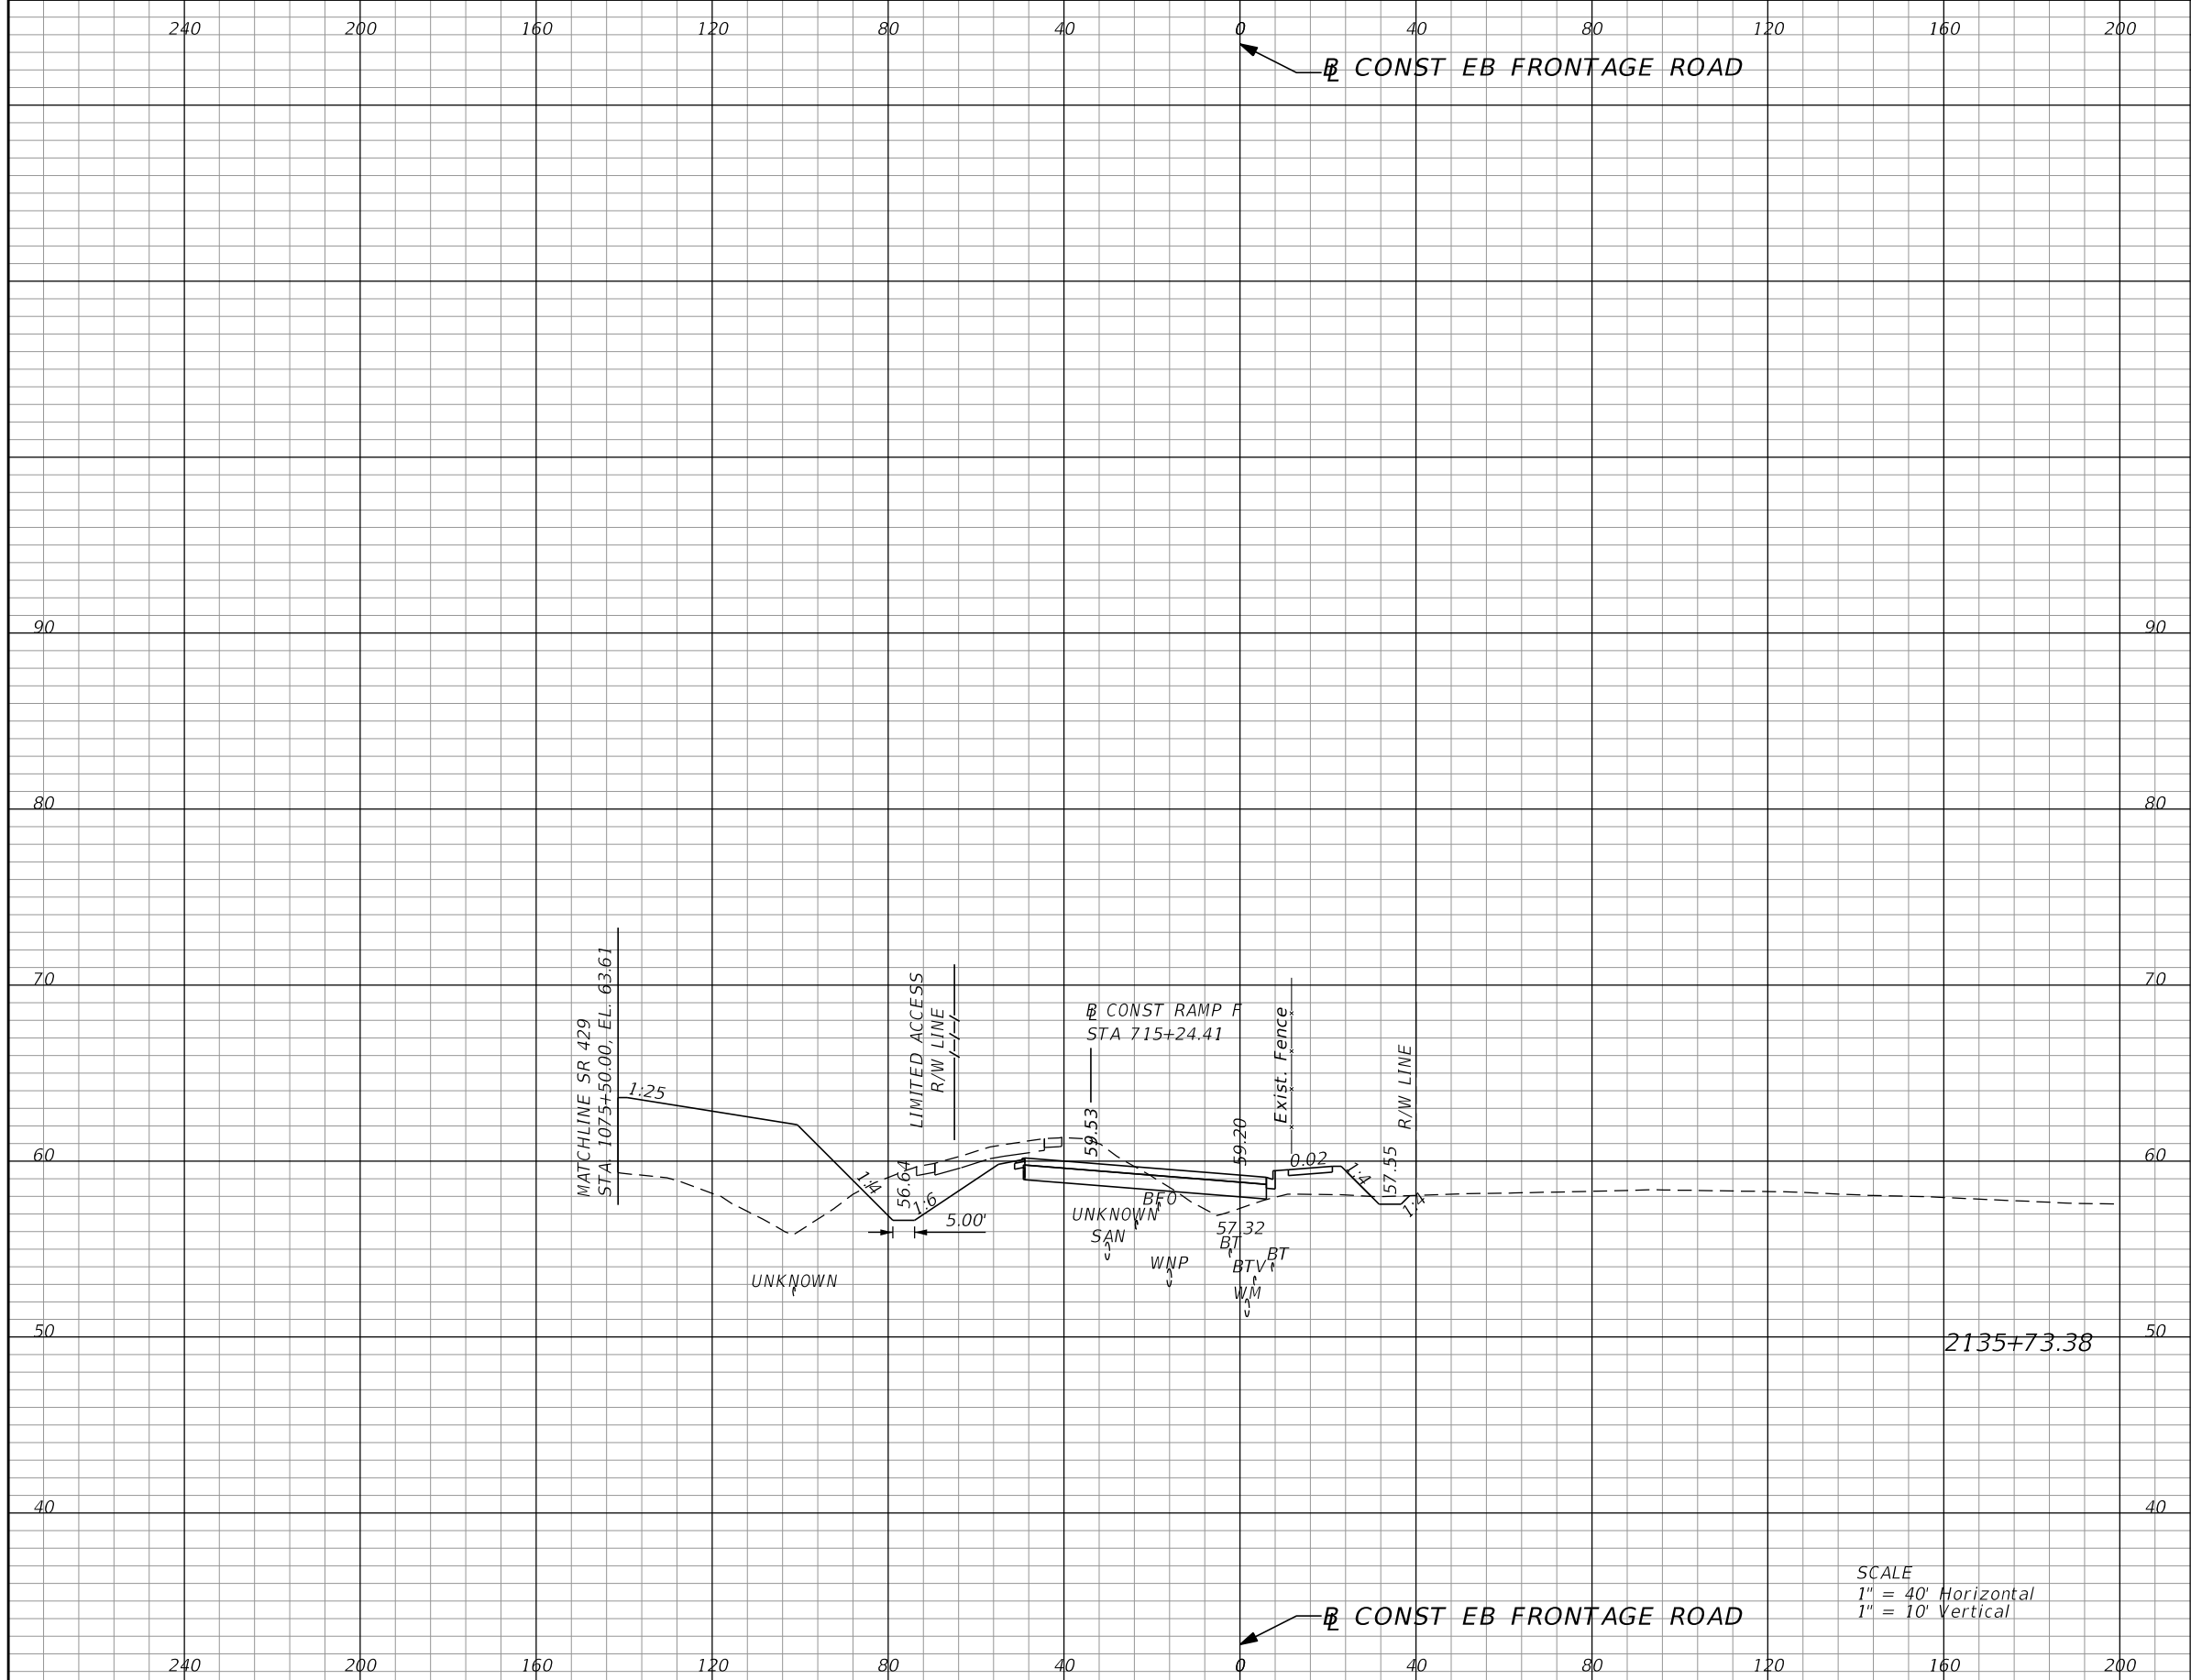 240 200 160 120 80 40 0 40 80 120 160 200
BL CONST EB FRONTAGE ROAD
90 90
80 80
70 70
MATCHLINE SR 429
STA. 1075+50.00, EL. 63.61
LIMITED ACCESS
R/W LINE
BL CONST RAMP F
STA 715+24.41
Exist. Fence
R/W LINE
1:25
59.53
59.20
60 60
0.02
1:4
57.55
1:4
1:4
56.64
1:6
5.00'
BFO
UNKNOWN
SAN
57.32
BT
BT
WNP
BTV
WM
UNKNOWN
50 50
2135+73.38
40 40
SCALE
1" = 40' Horizontal
1" = 10' Vertical
BL CONST EB FRONTAGE ROAD
240 200 160 120 80 40 0 40 80 120 160 200